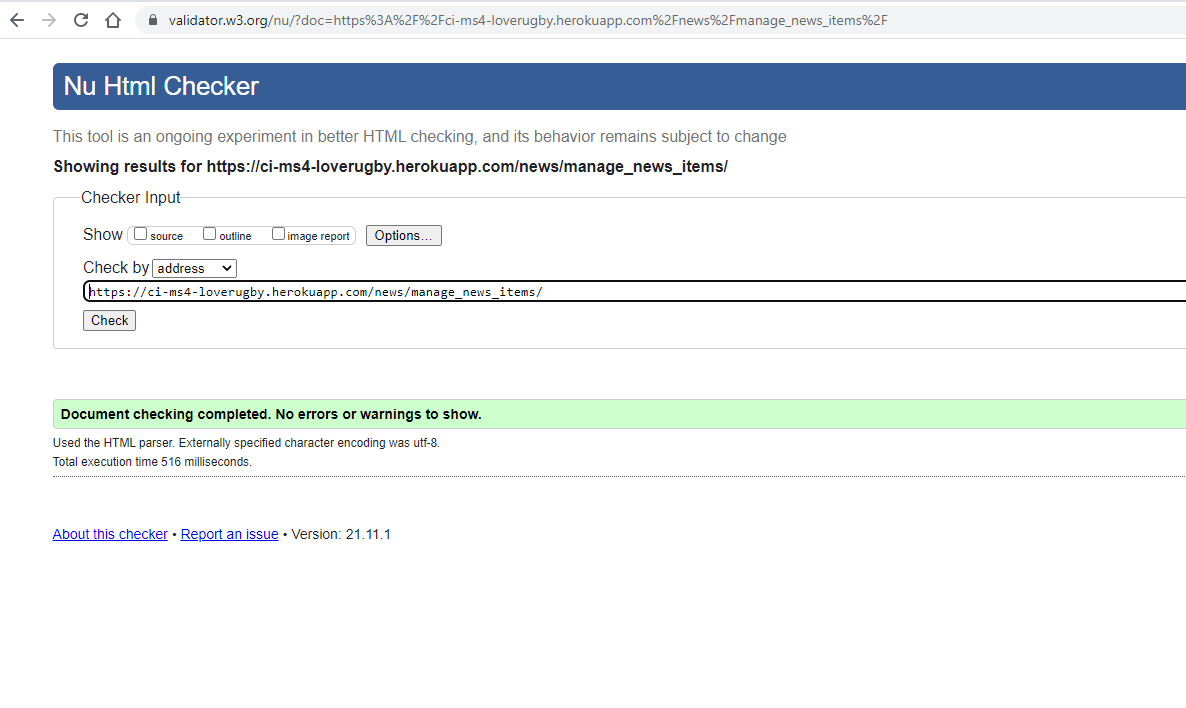 validator.w3.org/nu/?doc=https%3A%2F%2Fci-ms4-loverugby.herokuapp.com%2Fnews%2Fmanage_news_items%2F
Nu Html Checker
This tool is an ongoing experiment in better HTML checking, and its behavior remains subject to change
Showing results for https://ci-ms4-loverugby.herokuapp.com/news/manage_news_items/
Checker Input
Show source outline image report Options...
Check by address
https://ci-ms4-loverugby.herokuapp.com/news/manage_news_items/
Check
Document checking completed. No errors or warnings to show.
Used the HTML parser. Externally specified character encoding was utf-8.
Total execution time 516 milliseconds.
About this checker • Report an issue • Version: 21.11.1